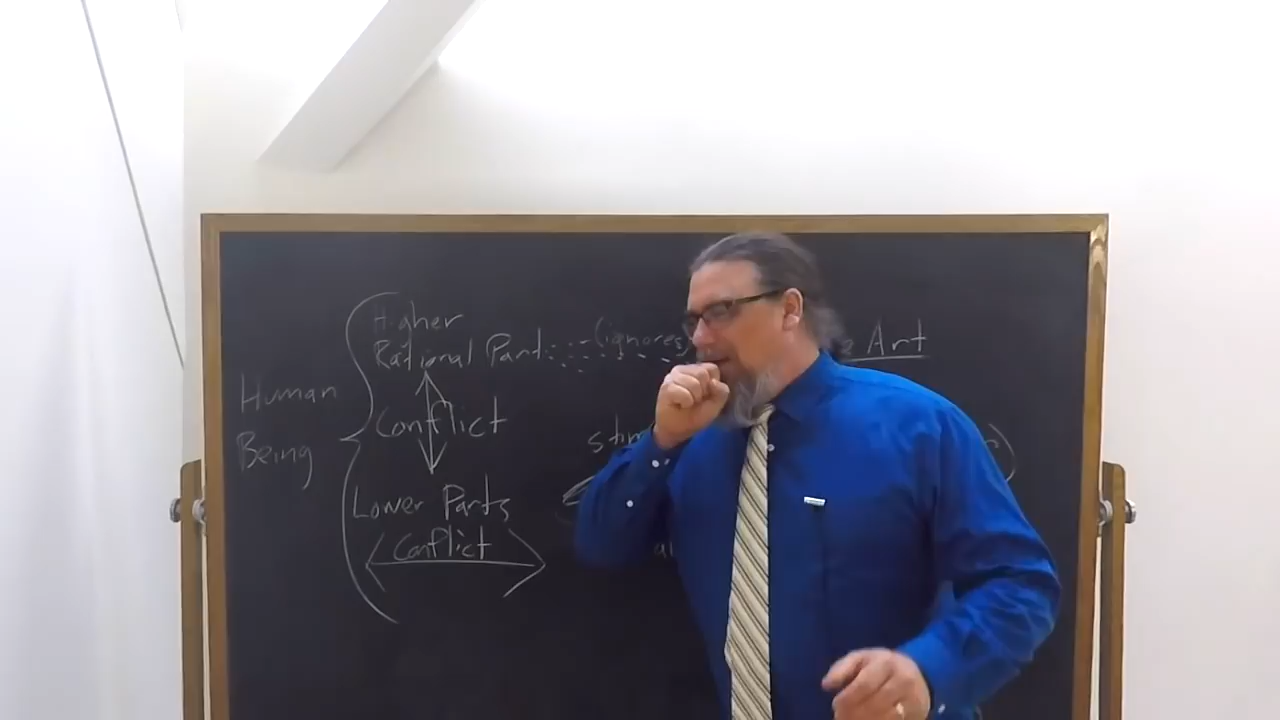 Higher
Rational Part (ignores Art
Human
Being
Conflict
Lower Parts
Conflict